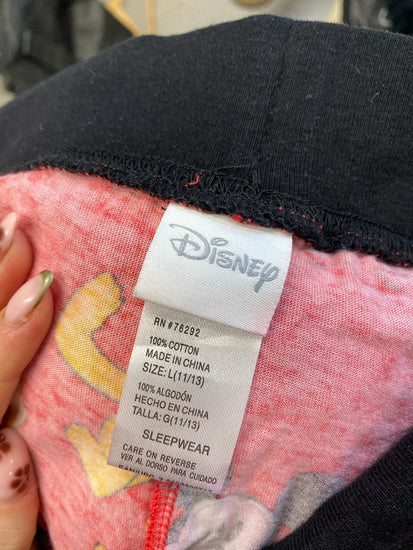 Disney
RN #76292
100% COTTON
MADE IN CHINA
SIZE: L(11/13)
100% ALGODÓN
HECHO EN CHINA
TALLA: G(11/13)
SLEEPWEAR
CARE ON REVERSE
VER AL DORSO PARA CUIDADO